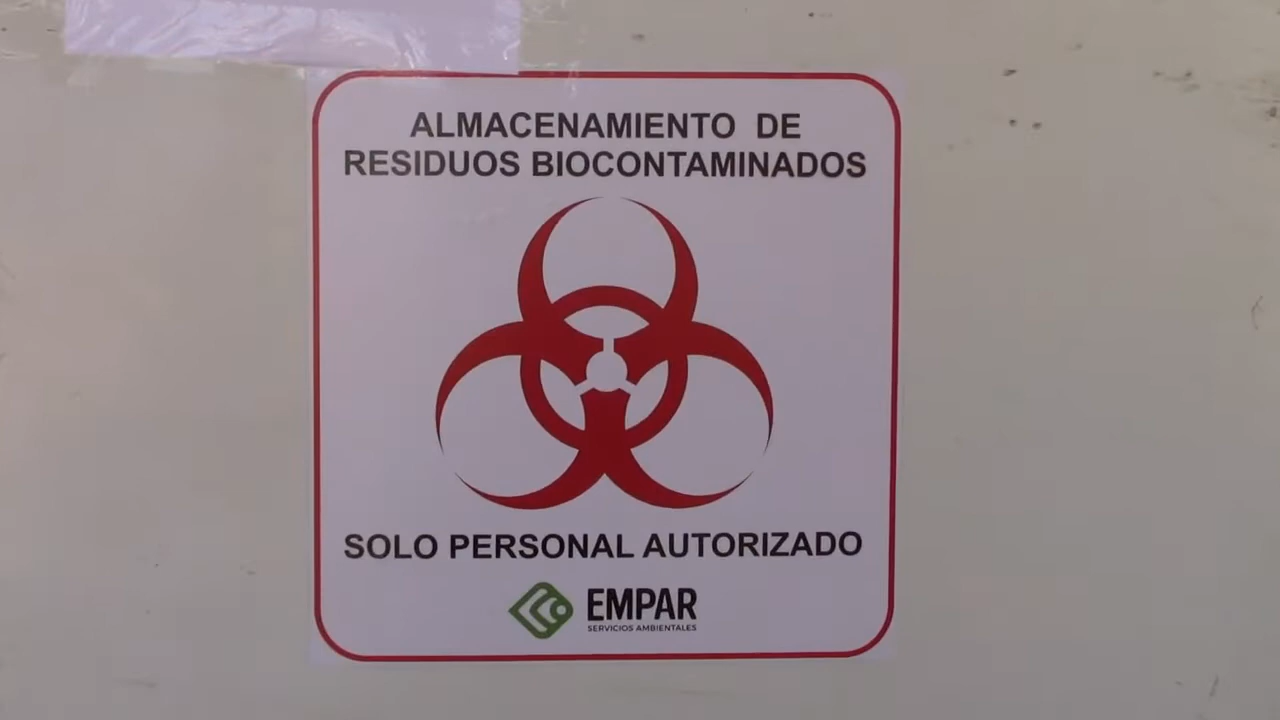 ALMACENAMIENTO DE
RESIDUOS BIOCONTAMINADOS
SOLO PERSONAL AUTORIZADO
EMPAR
SERVICIOS AMBIENTALES